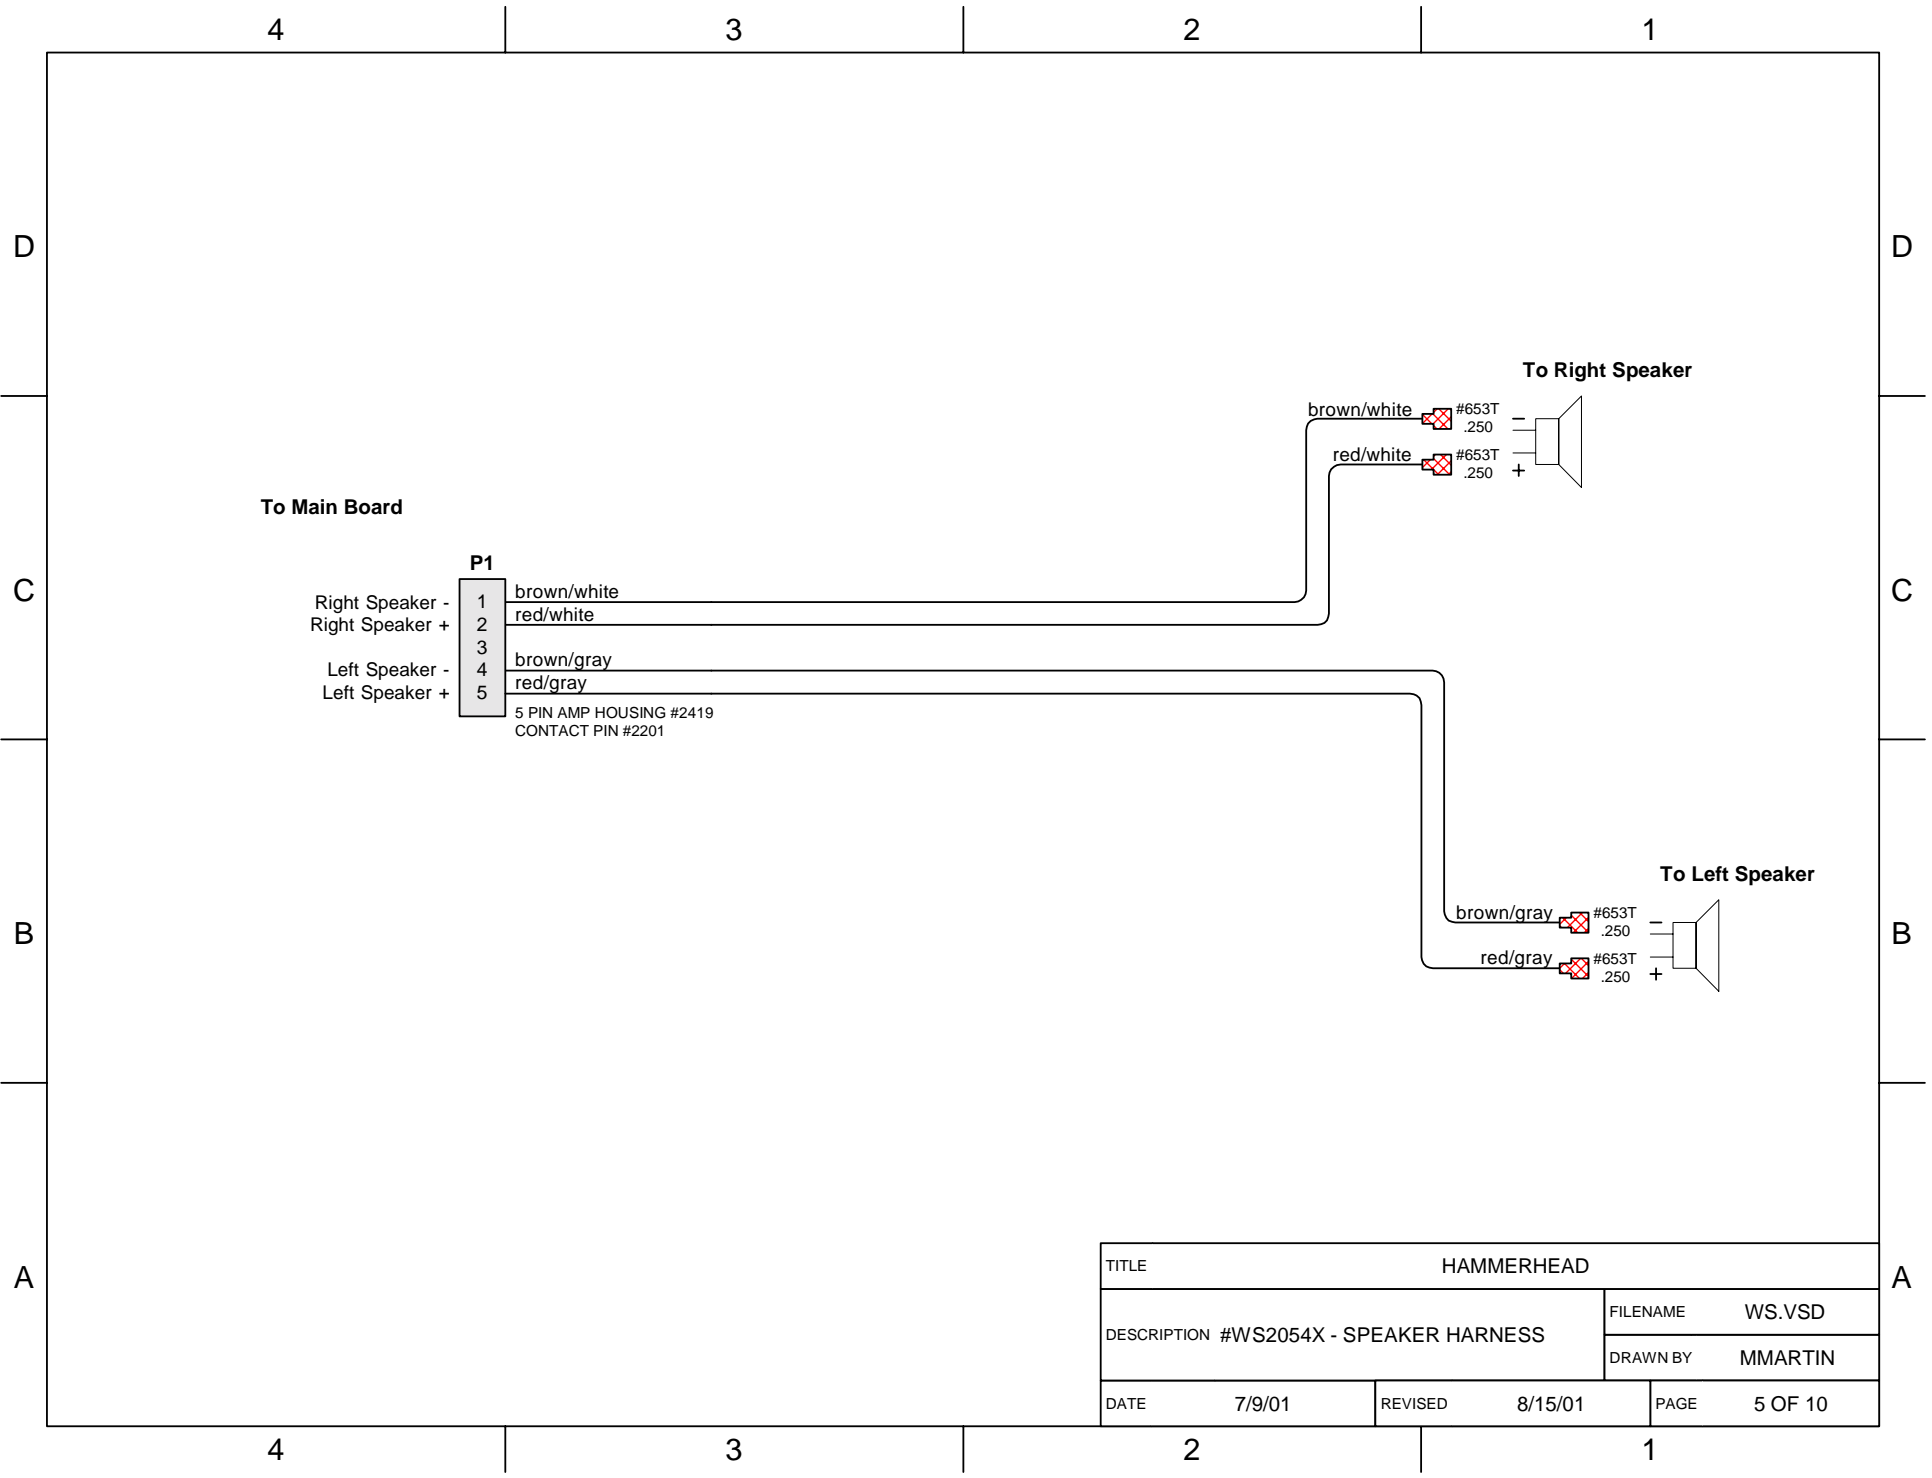 4 3 2 1
D D
To Right Speaker
brown/white #653T
.250 −
red/white #653T
.250 +
To Main Board
P1
C C
Right Speaker - 1 brown/white
Right Speaker + 2 red/white
3
Left Speaker - 4 brown/gray
Left Speaker + 5 red/gray
5 PIN AMP HOUSING #2419
CONTACT PIN #2201
To Left Speaker
B B
brown/gray #653T
.250 −
red/gray #653T
.250 +
A A
TITLE HAMMERHEAD
DESCRIPTION #WS2054X - SPEAKER HARNESS
FILENAME WS.VSD
DRAWN BY MMARTIN
DATE 7/9/01 REVISED 8/15/01 PAGE 5 OF 10
4 3 2 1